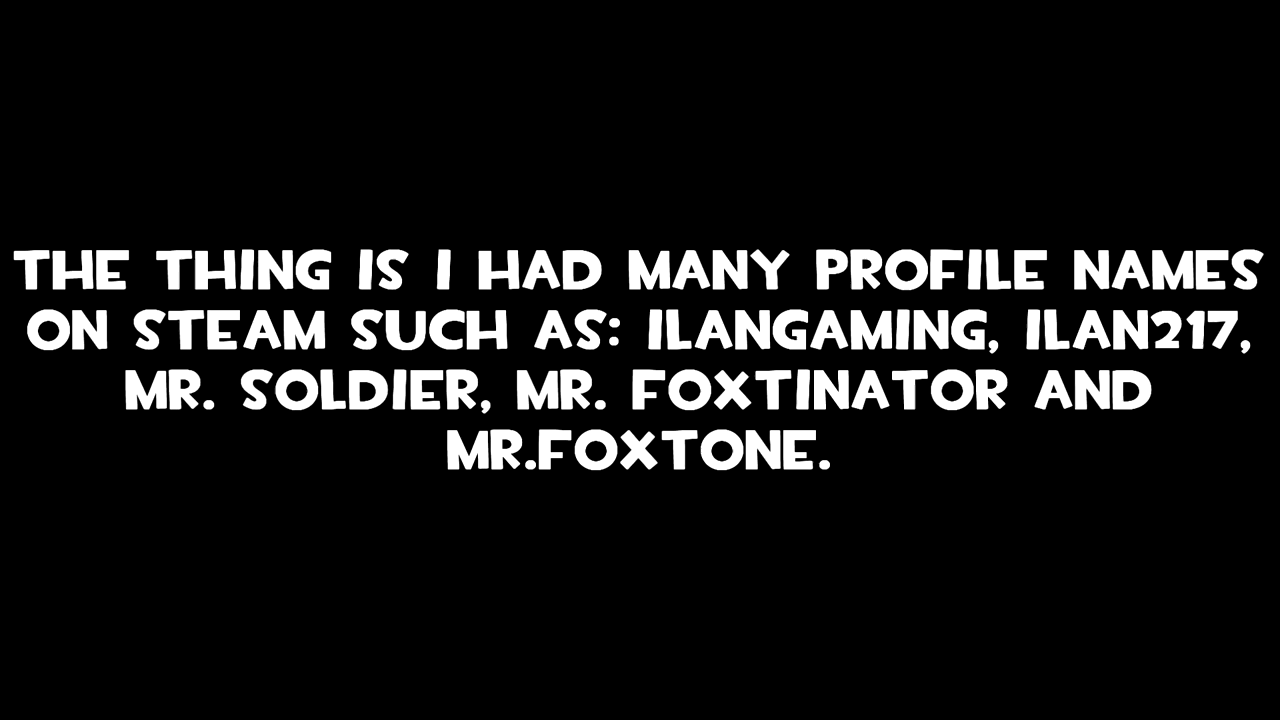 THE THING IS I HAD MANY PROFILE NAMES
ON STEAM SUCH AS: ILANGAMING, ILAN217,
MR. SOLDIER, MR. FOXTINATOR AND
MR.FOXTONE.